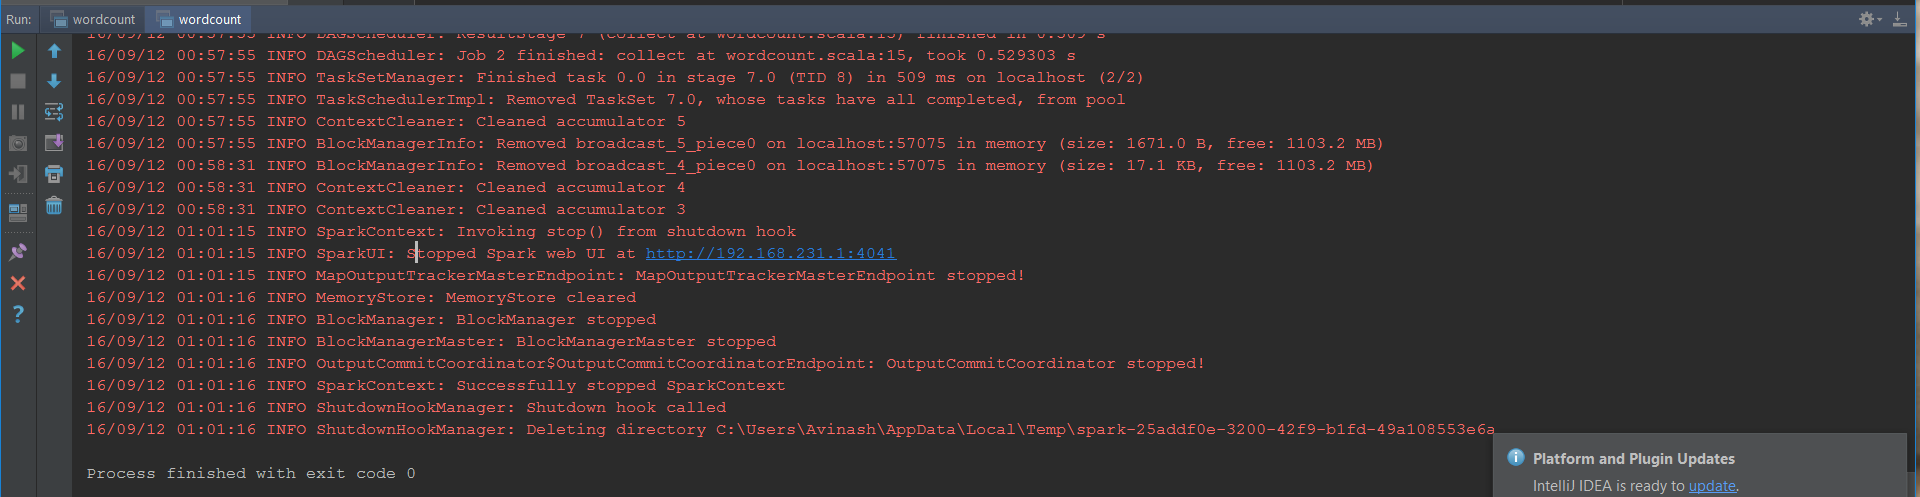 Run: wordcount wordcount
16/09/12 00:57:55 INFO DAGScheduler: ResultStage 7 (collect at wordcount.scala:15) finished in 0.509 s
16/09/12 00:57:55 INFO DAGScheduler: Job 2 finished: collect at wordcount.scala:15, took 0.529303 s
16/09/12 00:57:55 INFO TaskSetManager: Finished task 0.0 in stage 7.0 (TID 8) in 509 ms on localhost (2/2)
16/09/12 00:57:55 INFO TaskSchedulerImpl: Removed TaskSet 7.0, whose tasks have all completed, from pool
16/09/12 00:57:55 INFO ContextCleaner: Cleaned accumulator 5
16/09/12 00:57:55 INFO BlockManagerInfo: Removed broadcast_5_piece0 on localhost:57075 in memory (size: 1671.0 B, free: 1103.2 MB)
16/09/12 00:58:31 INFO BlockManagerInfo: Removed broadcast_4_piece0 on localhost:57075 in memory (size: 17.1 KB, free: 1103.2 MB)
16/09/12 00:58:31 INFO ContextCleaner: Cleaned accumulator 4
16/09/12 00:58:31 INFO ContextCleaner: Cleaned accumulator 3
16/09/12 01:01:15 INFO SparkContext: Invoking stop() from shutdown hook
16/09/12 01:01:15 INFO SparkUI: Stopped Spark web UI at http://192.168.231.1:4041
16/09/12 01:01:15 INFO MapOutputTrackerMasterEndpoint: MapOutputTrackerMasterEndpoint stopped!
16/09/12 01:01:16 INFO MemoryStore: MemoryStore cleared
16/09/12 01:01:16 INFO BlockManager: BlockManager stopped
16/09/12 01:01:16 INFO BlockManagerMaster: BlockManagerMaster stopped
16/09/12 01:01:16 INFO OutputCommitCoordinator$OutputCommitCoordinatorEndpoint: OutputCommitCoordinator stopped!
16/09/12 01:01:16 INFO SparkContext: Successfully stopped SparkContext
16/09/12 01:01:16 INFO ShutdownHookManager: Shutdown hook called
16/09/12 01:01:16 INFO ShutdownHookManager: Deleting directory C:\Users\Avinash\AppData\Local\Temp\spark-25addf0e-3200-42f9-b1fd-49a108553e6a
Process finished with exit code 0
Platform and Plugin Updates
IntelliJ IDEA is ready to update.